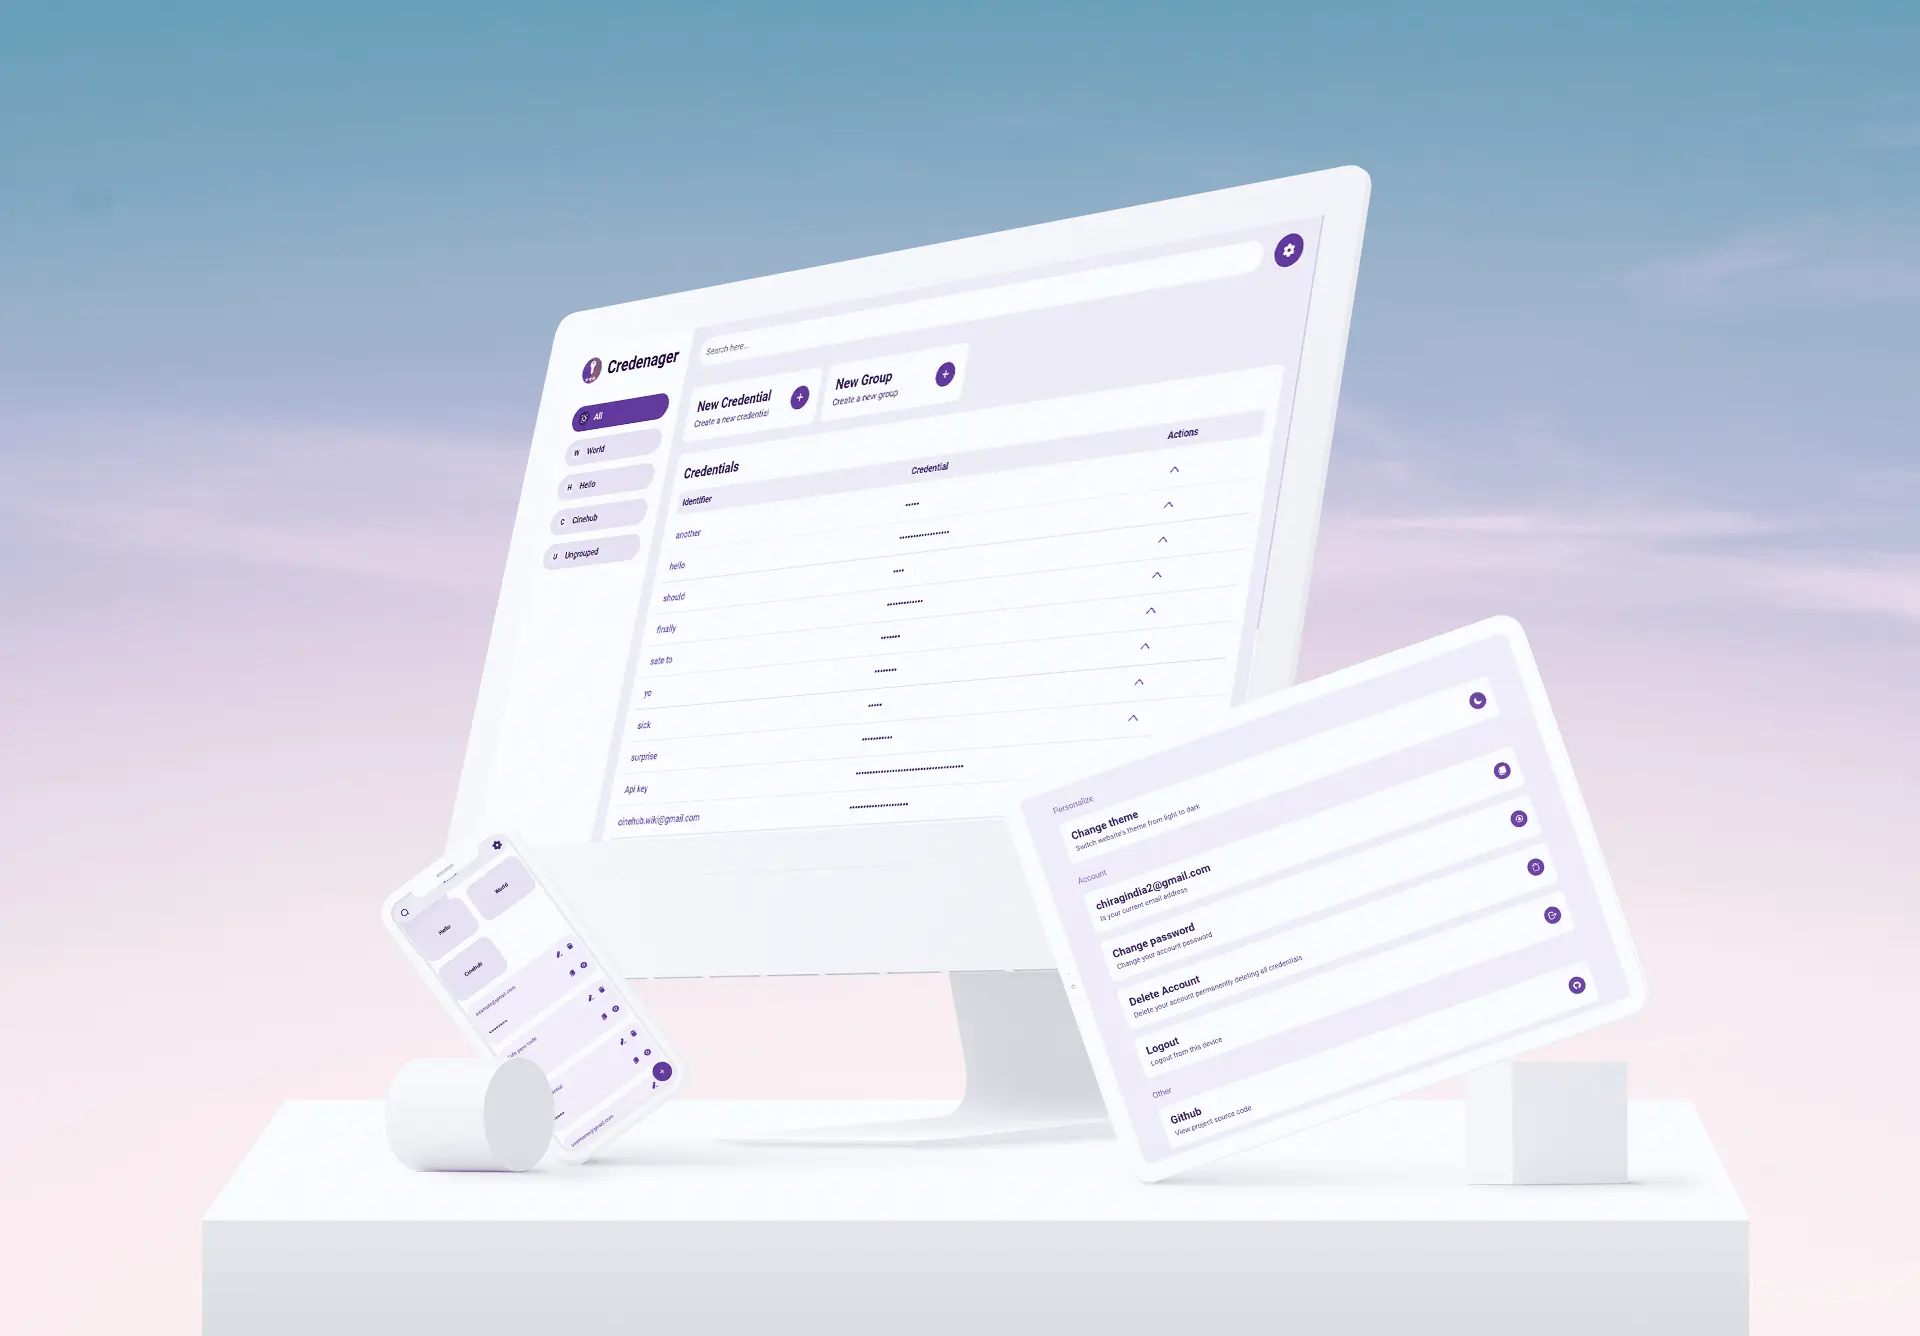 Credenager
All
W World
H Hello
C Cinehub
U Ungrouped
Search here...
New Credential
Create a new credential
New Group
Create a new group
Credentials
Identifier
Credential
Actions
another
hello
should
finally
sate to
yo
sick
surprise
Api key
cinehub.wiki@gmail.com
Hello
World
Cinehub
Personalize
Change theme
Switch website's theme from light to dark
Account
chiragindia2@gmail.com
Is your current email address
Change password
Change your account password
Delete Account
Delete your account permanently deleting all credentials
Logout
Logout from this device
Other
Github
View project source code